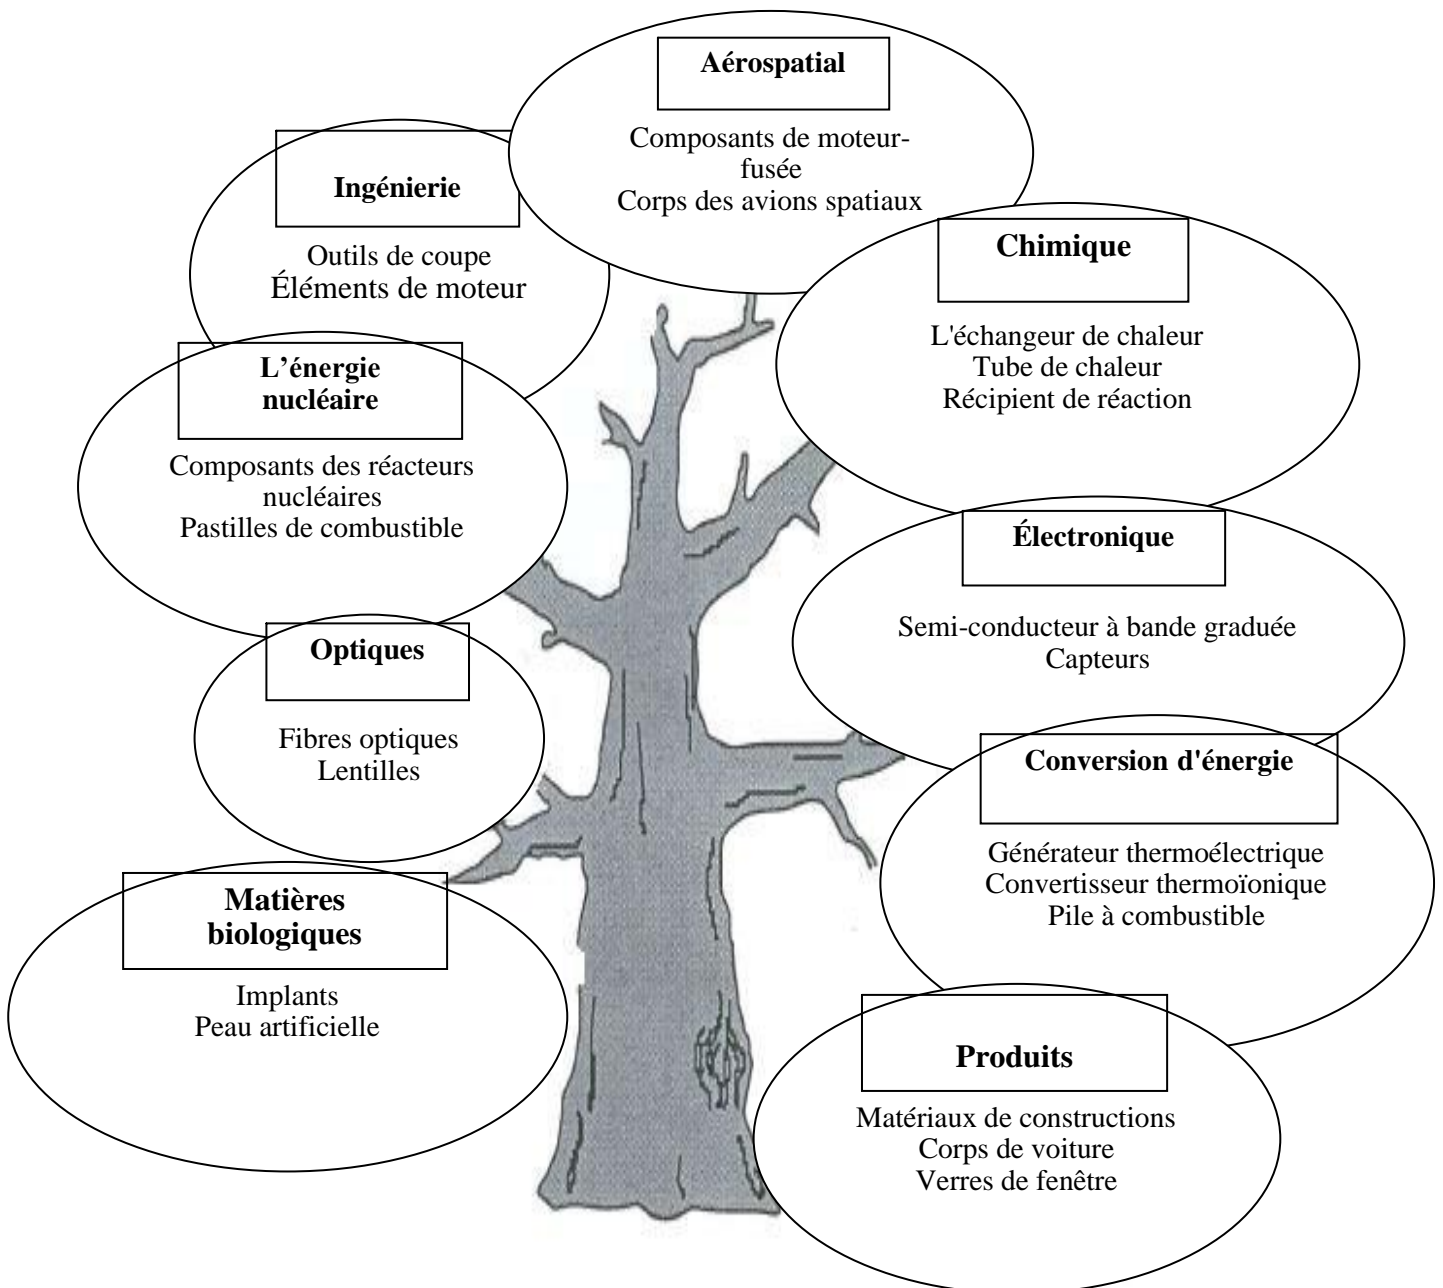 Aérospatial
Composants de moteur-
fusée
Corps des avions spatiaux
Ingénierie
Outils de coupe
Éléments de moteur
Chimique
L'échangeur de chaleur
Tube de chaleur
Récipient de réaction
L’énergie
nucléaire
Composants des réacteurs
nucléaires
Pastilles de combustible
Électronique
Semi-conducteur à bande graduée
Capteurs
Optiques
Fibres optiques
Lentilles
Conversion d'énergie
Générateur thermoélectrique
Convertisseur thermoïonique
Pile à combustible
Matières
biologiques
Implants
Peau artificielle
Produits
Matériaux de constructions
Corps de voiture
Verres de fenêtre